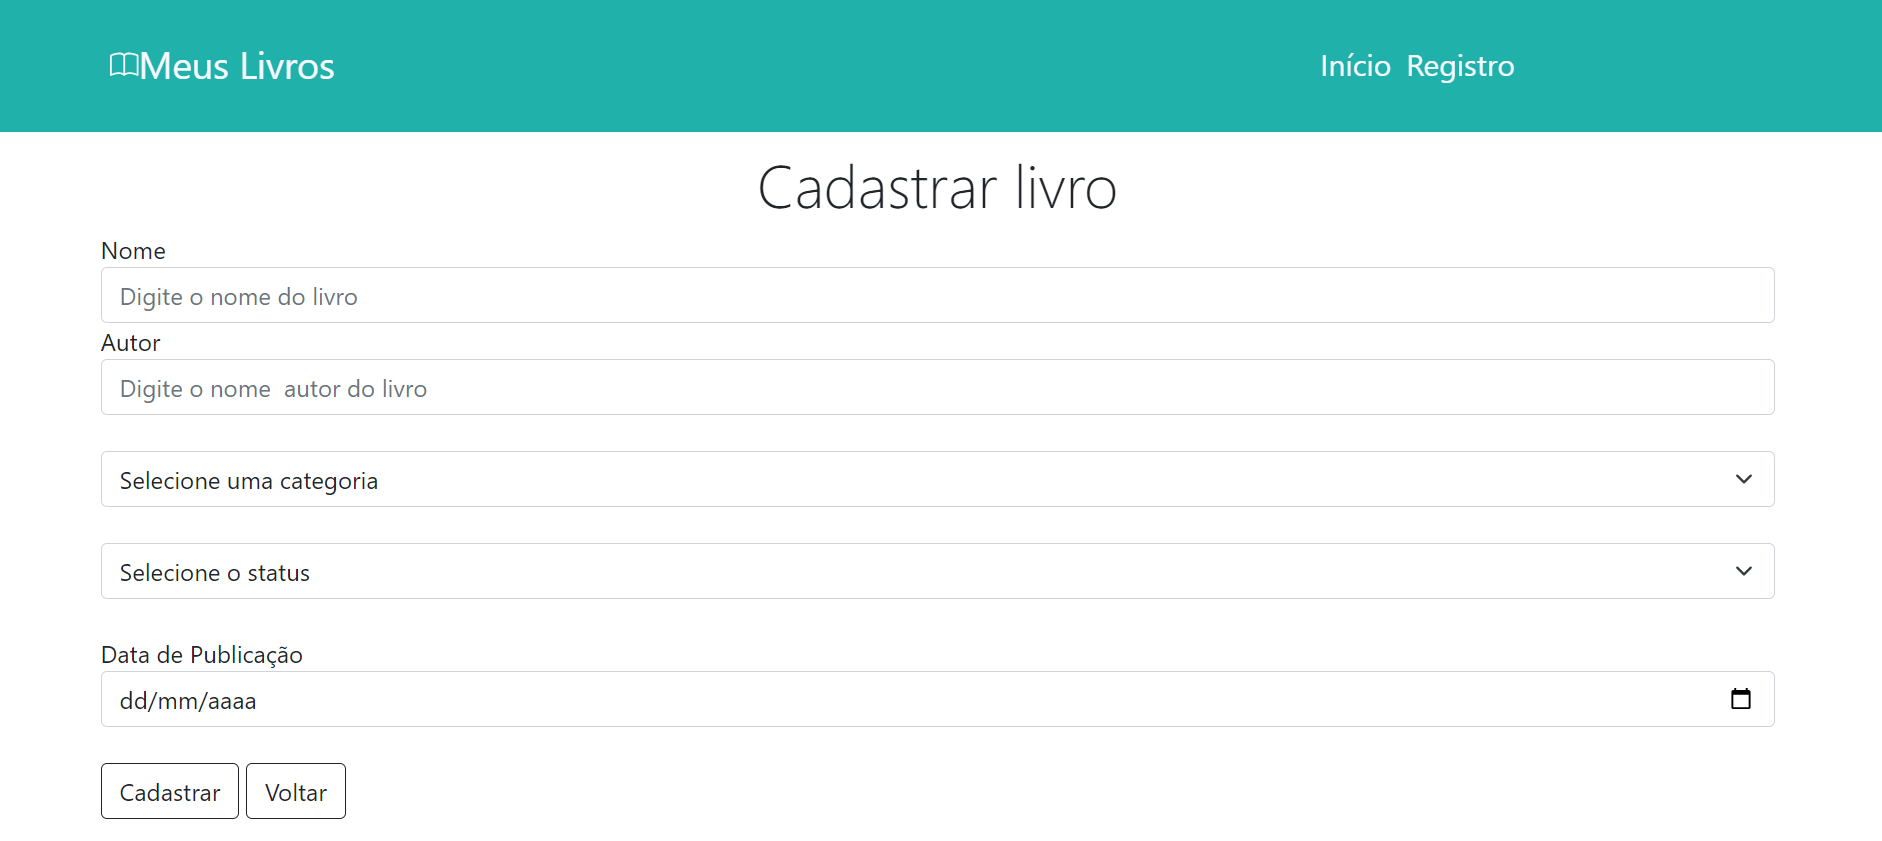 Meus Livros
Início Registro
Cadastrar livro
Nome
Digite o nome do livro
Autor
Digite o nome  autor do livro
Selecione uma categoria
Selecione o status
Data de Publicação
dd/mm/aaaa
Cadastrar Voltar